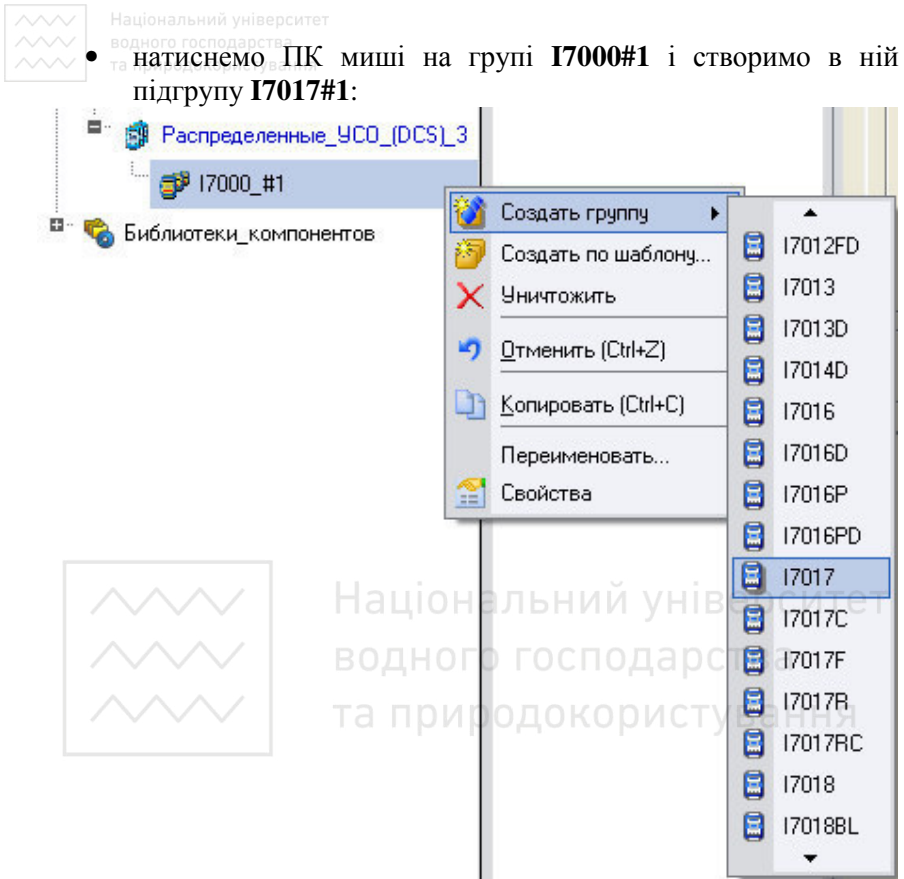 Національний університет
водного господарства
та природокористування
• натиснемо ПК миші на групі I7000#1 і створимо в ній
підгрупу I7017#1:
Распределенные_УСО_(DCS)_3
I7000_#1
Библиотеки_компонентов
Создать группу
Создать по шаблону...
Уничтожить
Отменить (Ctrl+Z)
Копировать (Ctrl+C)
Переименовать...
Свойства
I7012FD
I7013
I7013D
I7014D
I7016
I7016D
I7016P
I7016PD
I7017
I7017C
I7017F
I7017R
I7017RC
I7018
I7018BL
Національний університет
водного господарства
та природокористування